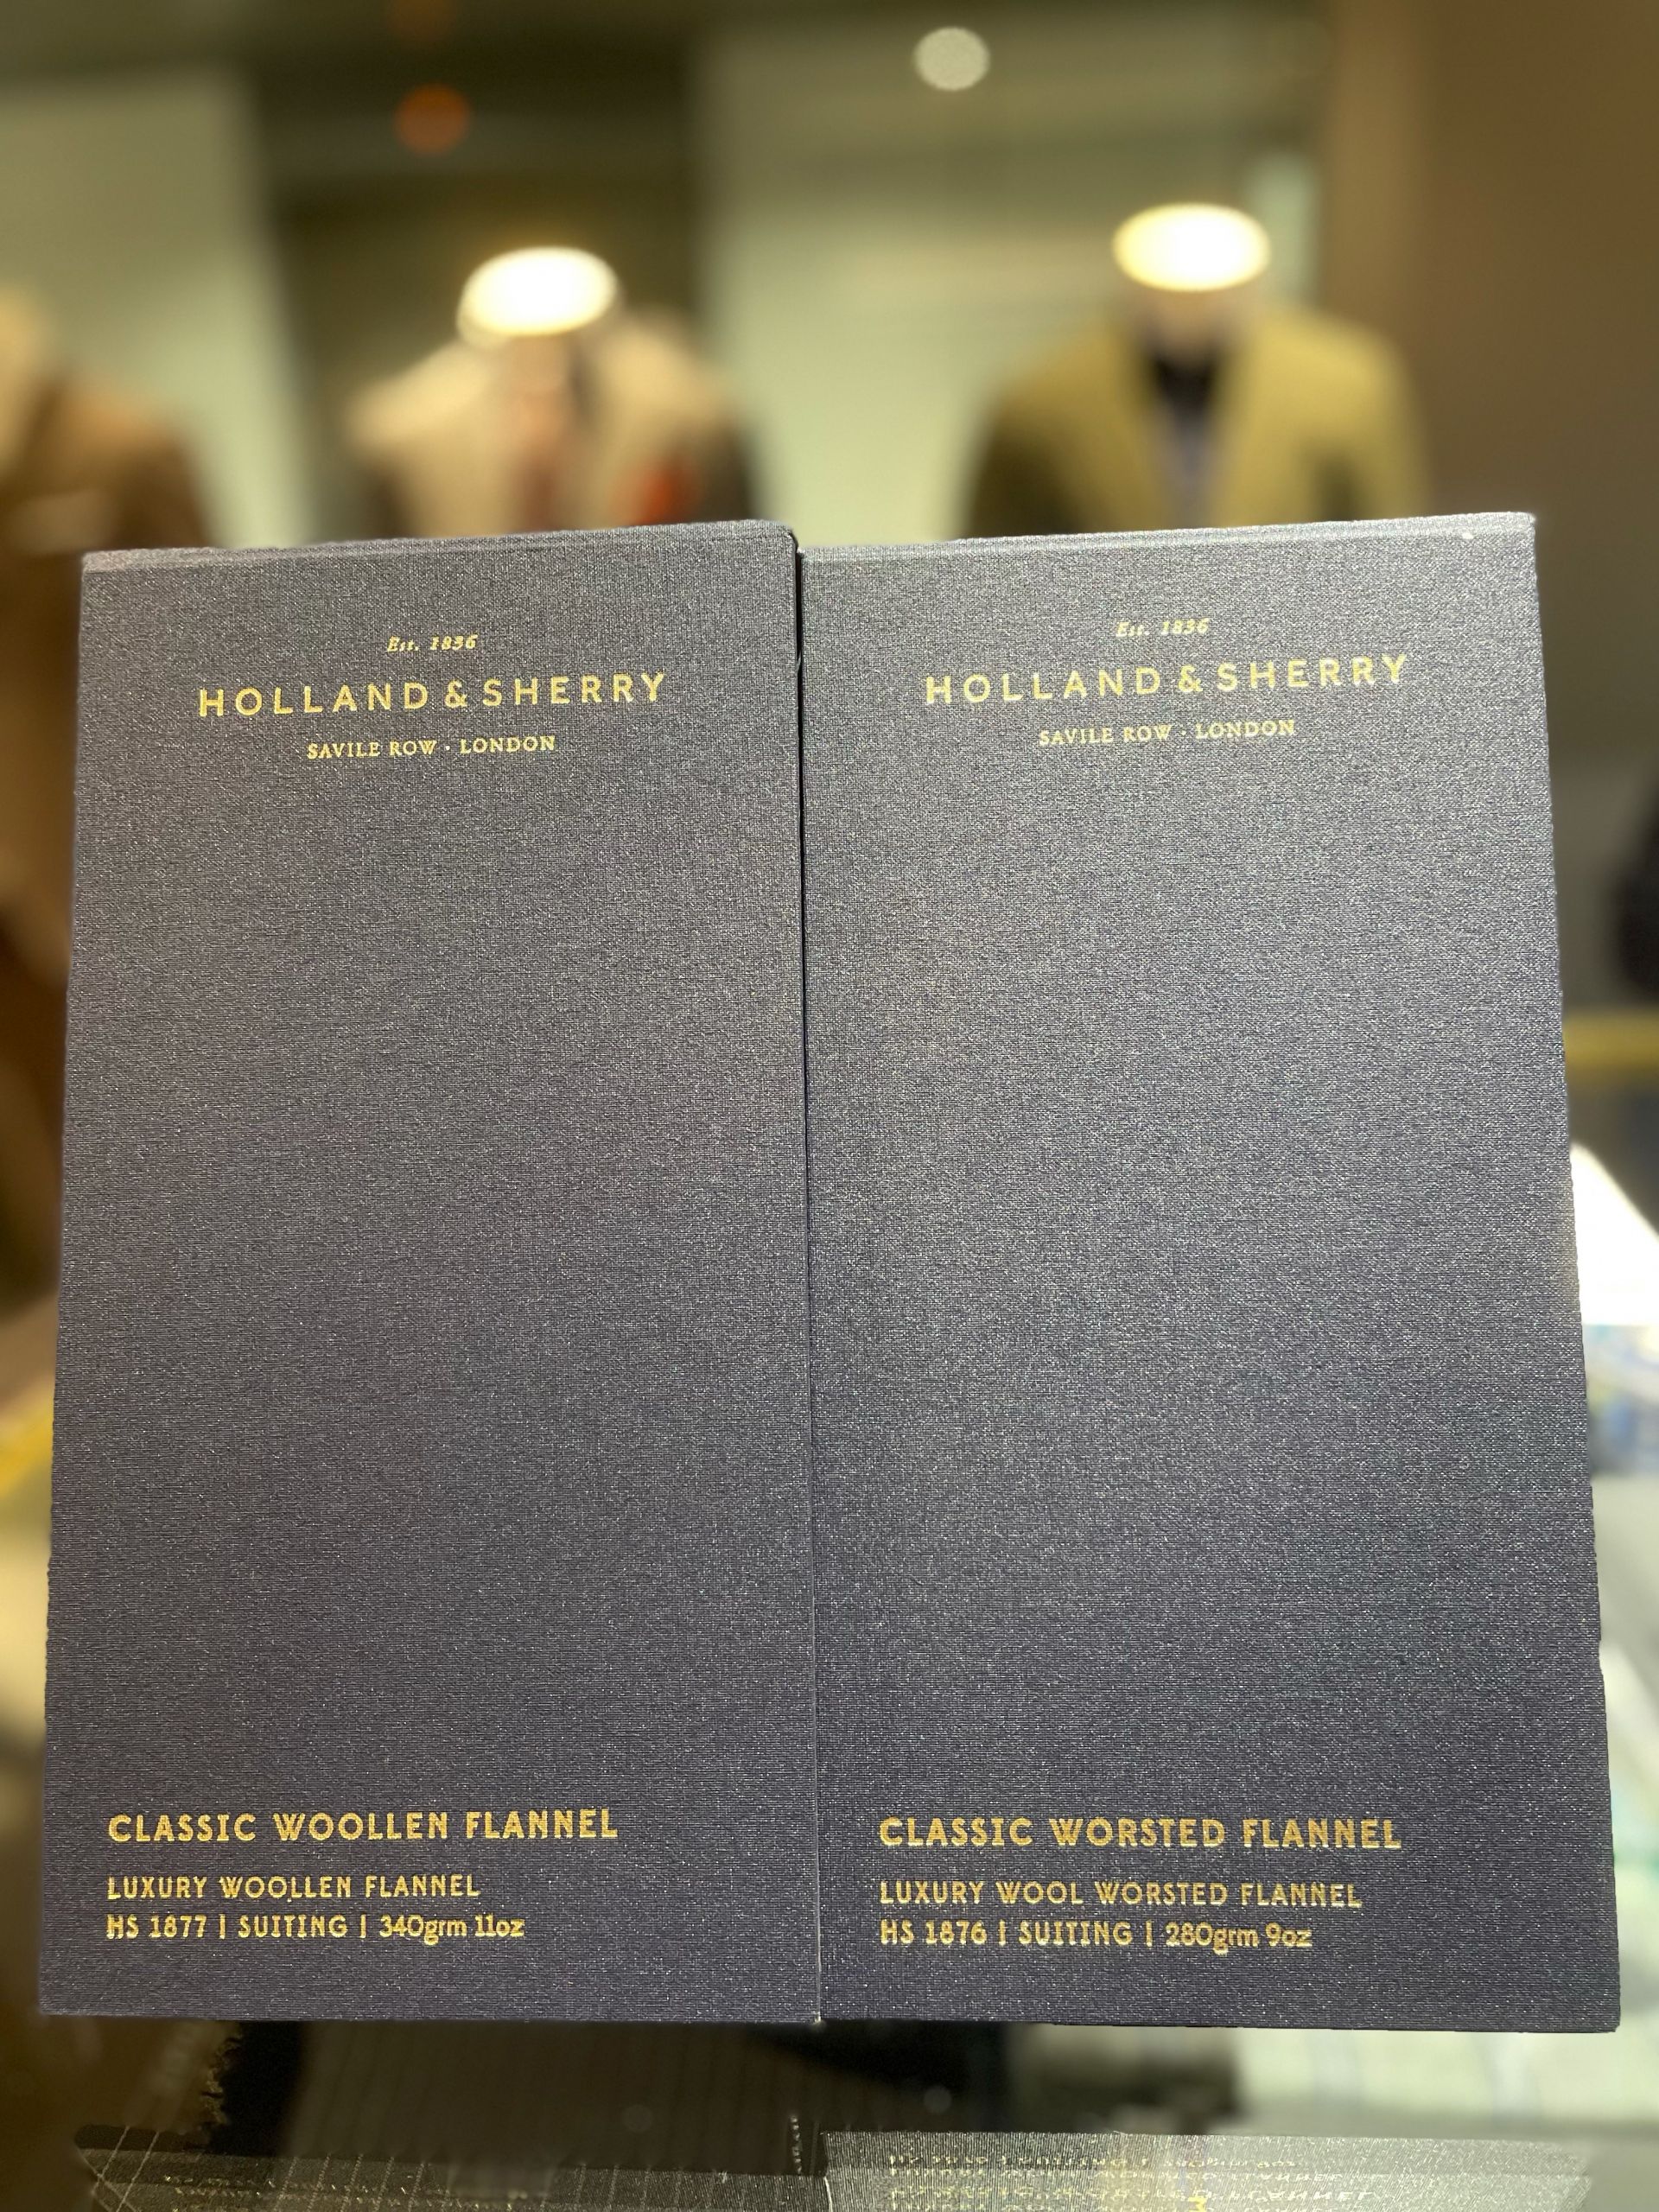 Est. 1836
HOLLAND & SHERRY
SAVILE ROW · LONDON
CLASSIC WOOLLEN FLANNEL
LUXURY WOOLLEN FLANNEL
HS 1877 | SUITING | 340grm 11oz
Est. 1836
HOLLAND & SHERRY
SAVILE ROW · LONDON
CLASSIC WORSTED FLANNEL
LUXURY WOOL WORSTED FLANNEL
HS 1876 | SUITING | 280grm 9oz